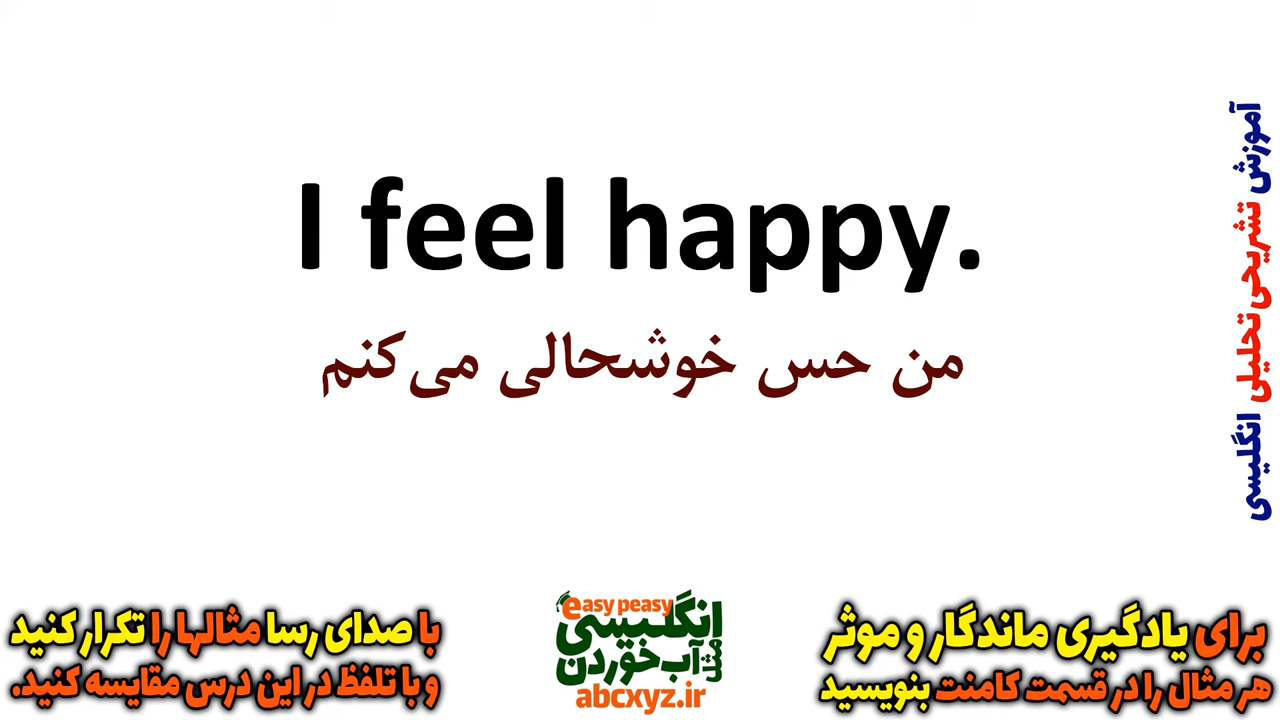 I feel happy.
من حس خوشحالی می‌کنم
آموزش تشریحی تحلیلی انگلیسی
با صدای رسا مثالها را تکرار کنید
و با تلفظ در این درس مقایسه کنید.
easy peasy
انگلیسی
مثل آب خوردن
abcxyz.ir
برای یادگیری ماندگار و موثر
هر مثال را در قسمت کامنت بنویسید